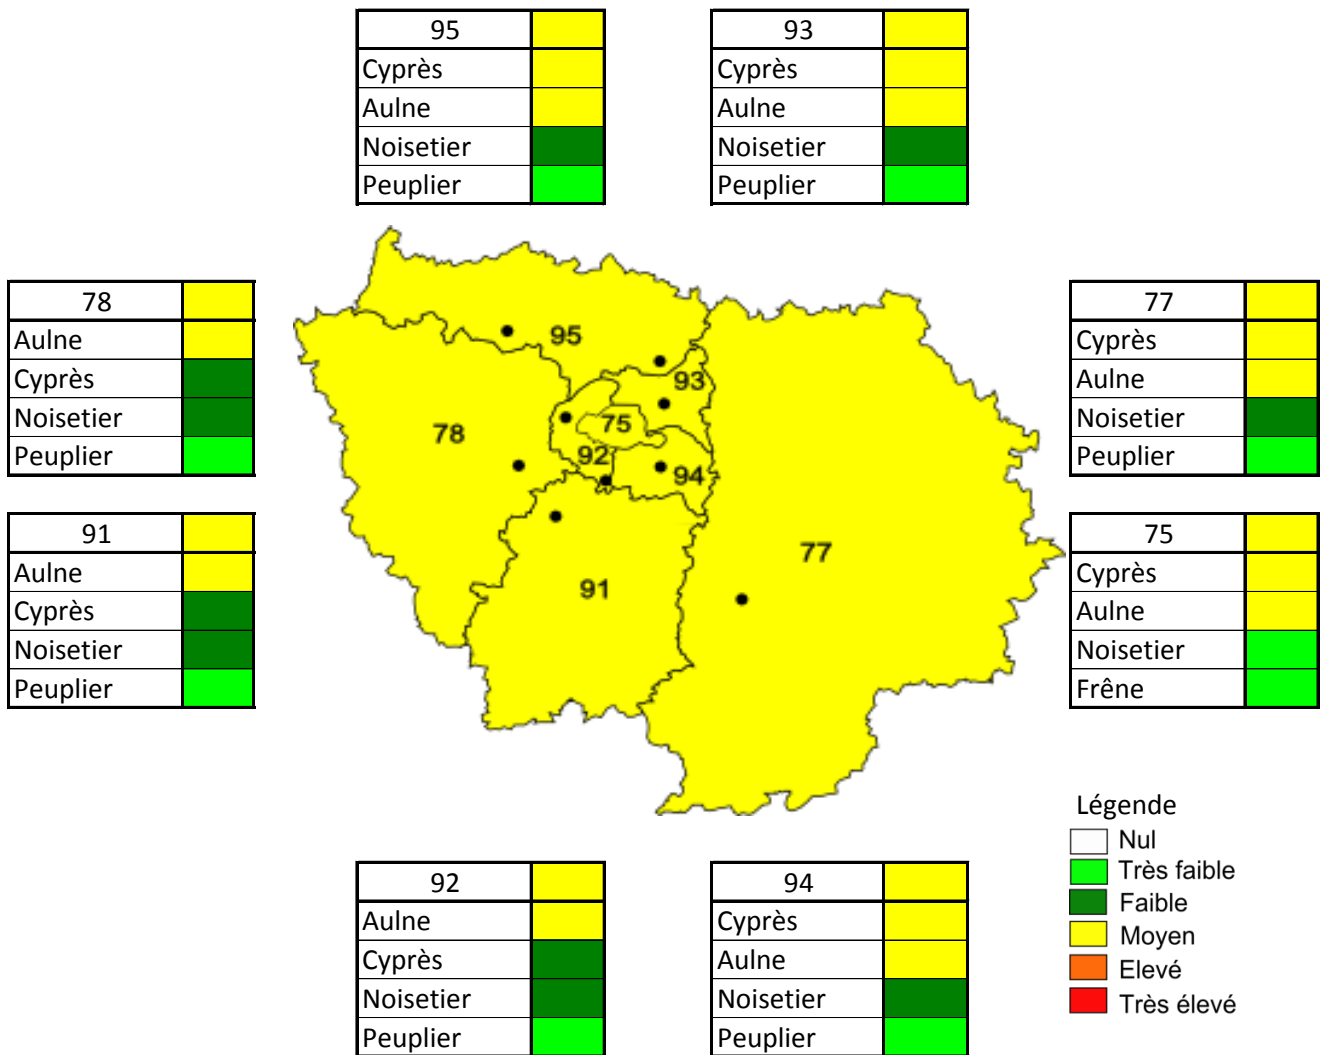 95
Cyprès
Aulne
Noisetier
Peuplier
93
Cyprès
Aulne
Noisetier
Peuplier
78
Aulne
Cyprès
Noisetier
Peuplier
91
Aulne
Cyprès
Noisetier
Peuplier
95
93
75
78
92
94
77
91
77
Cyprès
Aulne
Noisetier
Peuplier
75
Cyprès
Aulne
Noisetier
Frêne
92
Aulne
Cyprès
Noisetier
Peuplier
94
Cyprès
Aulne
Noisetier
Peuplier
Légende
Nul
Très faible
Faible
Moyen
Elevé
Très élevé